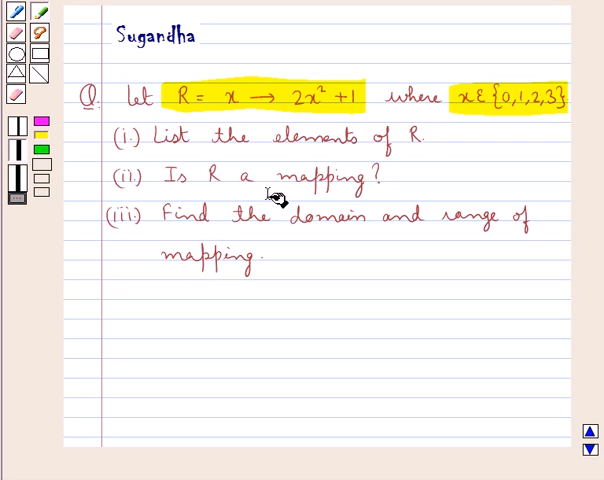 Sugandha
Q. Let R = x → 2x² + 1 where x ε {0,1,2,3}
(i.) List the elements of R.
(ii.) Is R a mapping?
(iii.) Find the domain and range of
mapping.